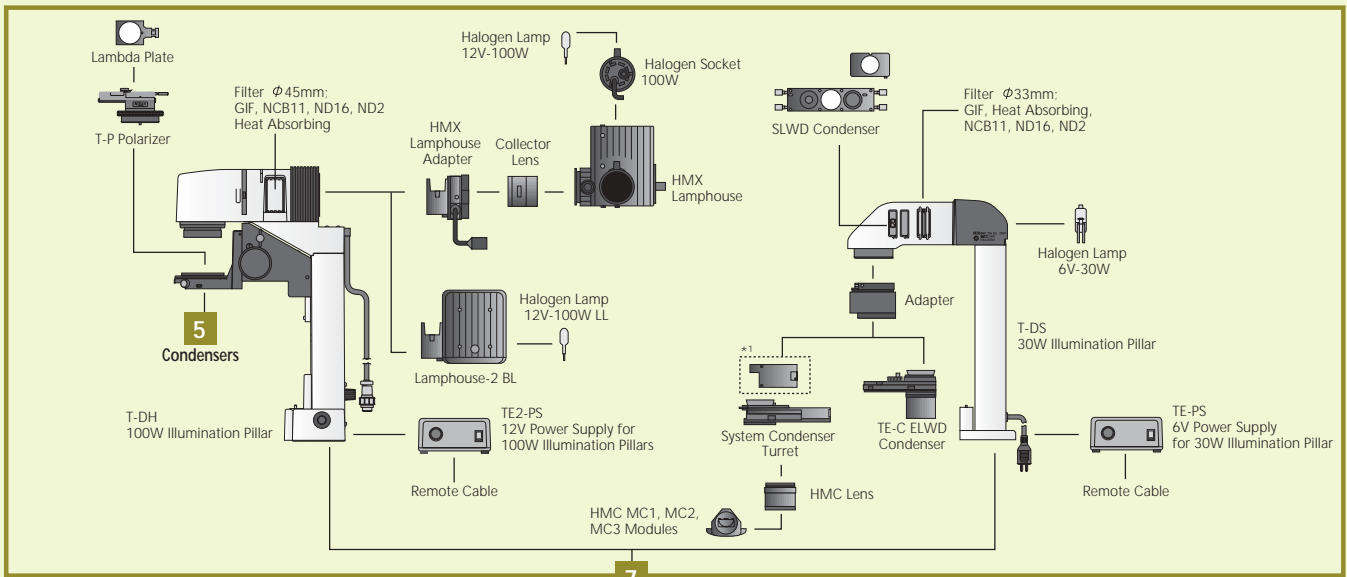 Lambda Plate
T-P Polarizer
Filter Φ45mm;
GIF, NCB11, ND16, ND2
Heat Absorbing
HMX
Lamphouse
Adapter
Collector
Lens
Halogen Lamp
12V-100W
Halogen Socket
100W
HMX
Lamphouse
SLWD Condenser
Filter Φ33mm;
GIF, Heat Absorbing,
NCB11, ND16, ND2
Halogen Lamp
6V-30W
Adapter
T-DS
30W Illumination Pillar
5
Condensers
Halogen Lamp
12V-100W LL
Lamphouse-2 BL
*1
System Condenser
Turret
TE-C ELWD
Condenser
T-DH
100W Illumination Pillar
TE2-PS
12V Power Supply for
100W Illumination Pillars
Remote Cable
TE-PS
6V Power Supply
for 30W Illumination Pillar
Remote Cable
HMC Lens
HMC MC1, MC2,
MC3 Modules
7